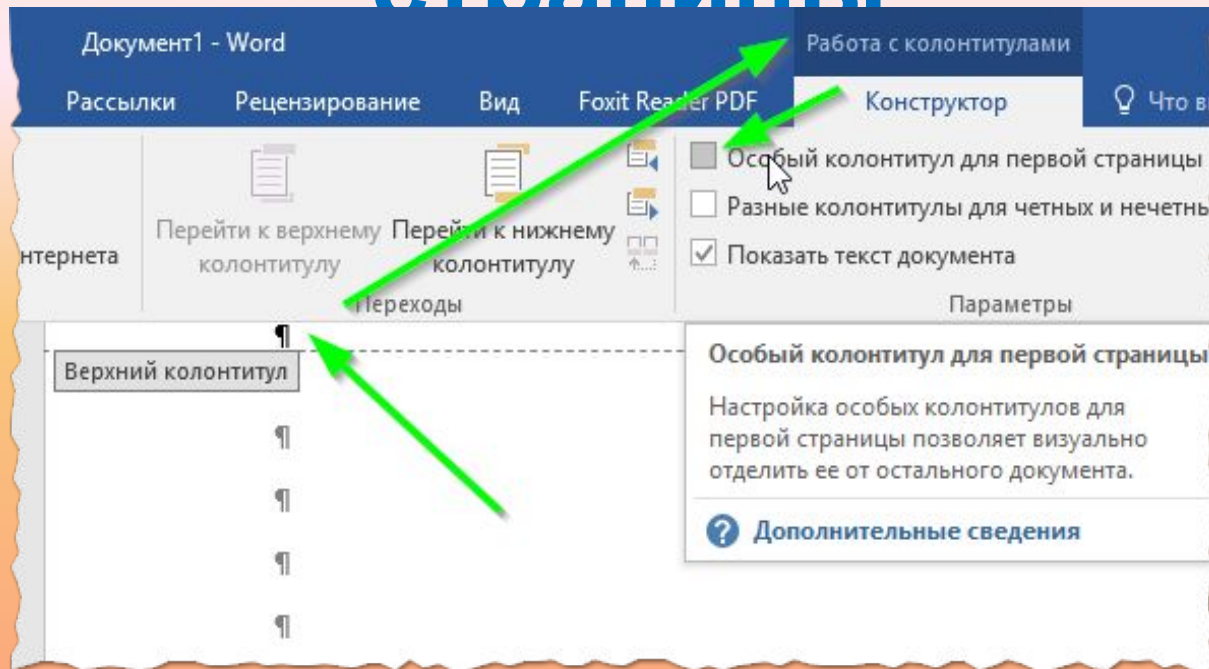 страницы
Документ1 - Word
Работа с колонтитулами
Рассылки Рецензирование Вид Foxit Reader PDF Конструктор Что в
Особый колонтитул для первой страницы
Разные колонтитулы для четных и нечетны
Показать текст документа
нтернета
Перейти к верхнему колонтитулу
Перейти к нижнему колонтитулу
Переходы
Параметры
¶
Верхний колонтитул
¶
¶
¶
¶
Особый колонтитул для первой страницы
Настройка особых колонтитулов для
первой страницы позволяет визуально
отделить ее от остального документа.
Дополнительные сведения